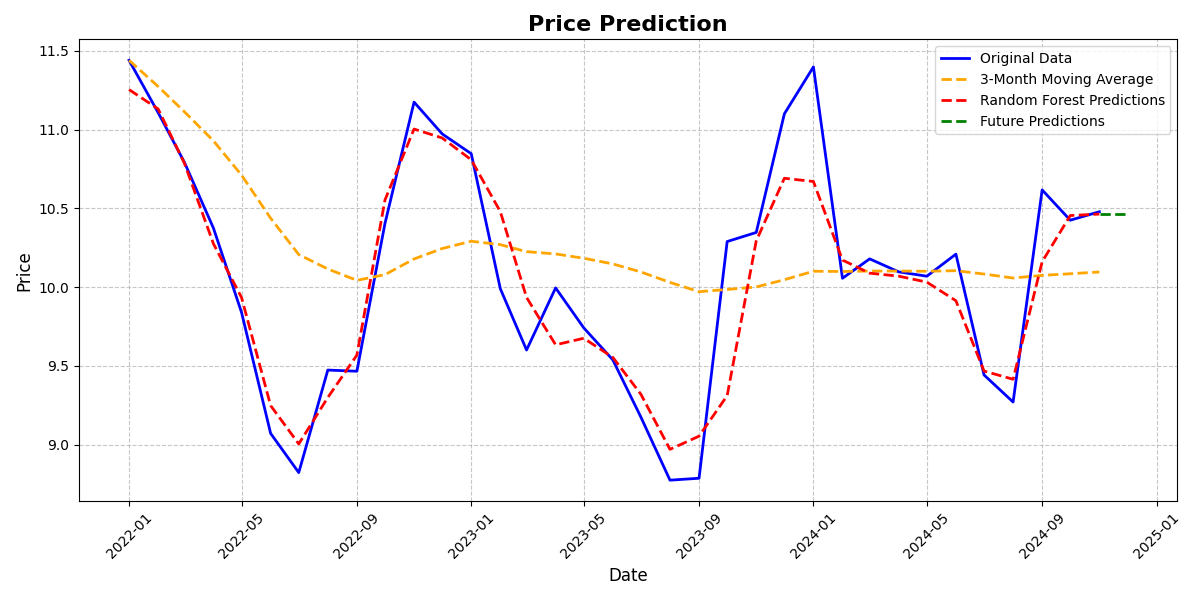 Price Prediction
Original Data
3-Month Moving Average
Random Forest Predictions
Future Predictions
Price
11.5
11.0
10.5
10.0
9.5
9.0
2022-01
2022-05
2022-09
2023-01
2023-05
2023-09
2024-01
2024-05
2024-09
2025-01
Date